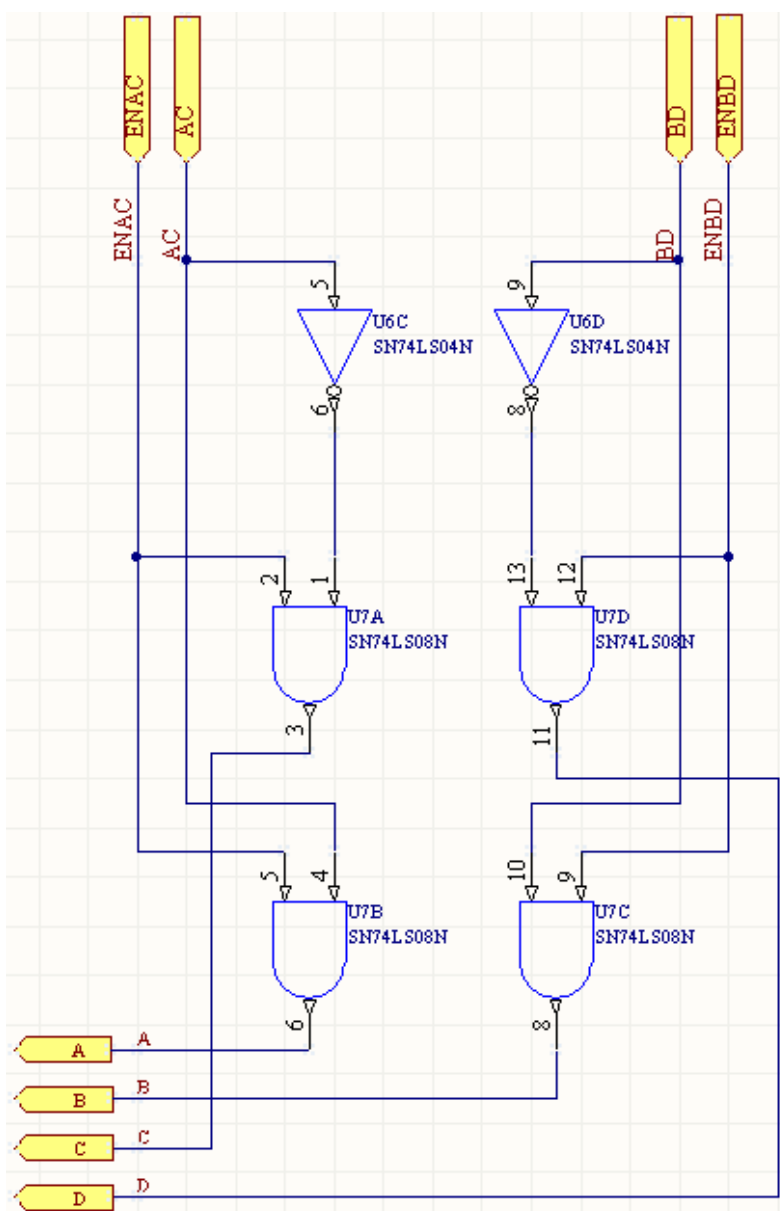 ENAC
AC
BD
ENBD
ENAC
AC
BD
ENBD
5
9
U6C
SN74LS04N
U6D
SN74LS04N
6
8
2
1
13
12
U7A
SN74LS08N
U7D
SN74LS08N
3
11
5
4
10
9
U7B
SN74LS08N
U7C
SN74LS08N
6
8
A
A
B
B
C
C
D
D